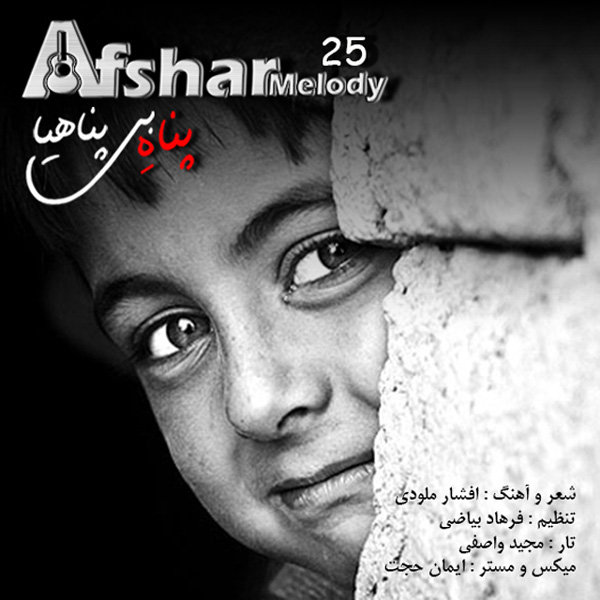 25
Afshar
Melody
پناهِ بی پناهیا
شعر و آهنگ : افشار ملودی
تنظیم : فرهاد بیاضی
تار : مجید واصفی
میکس و مستر : ایمان حجت